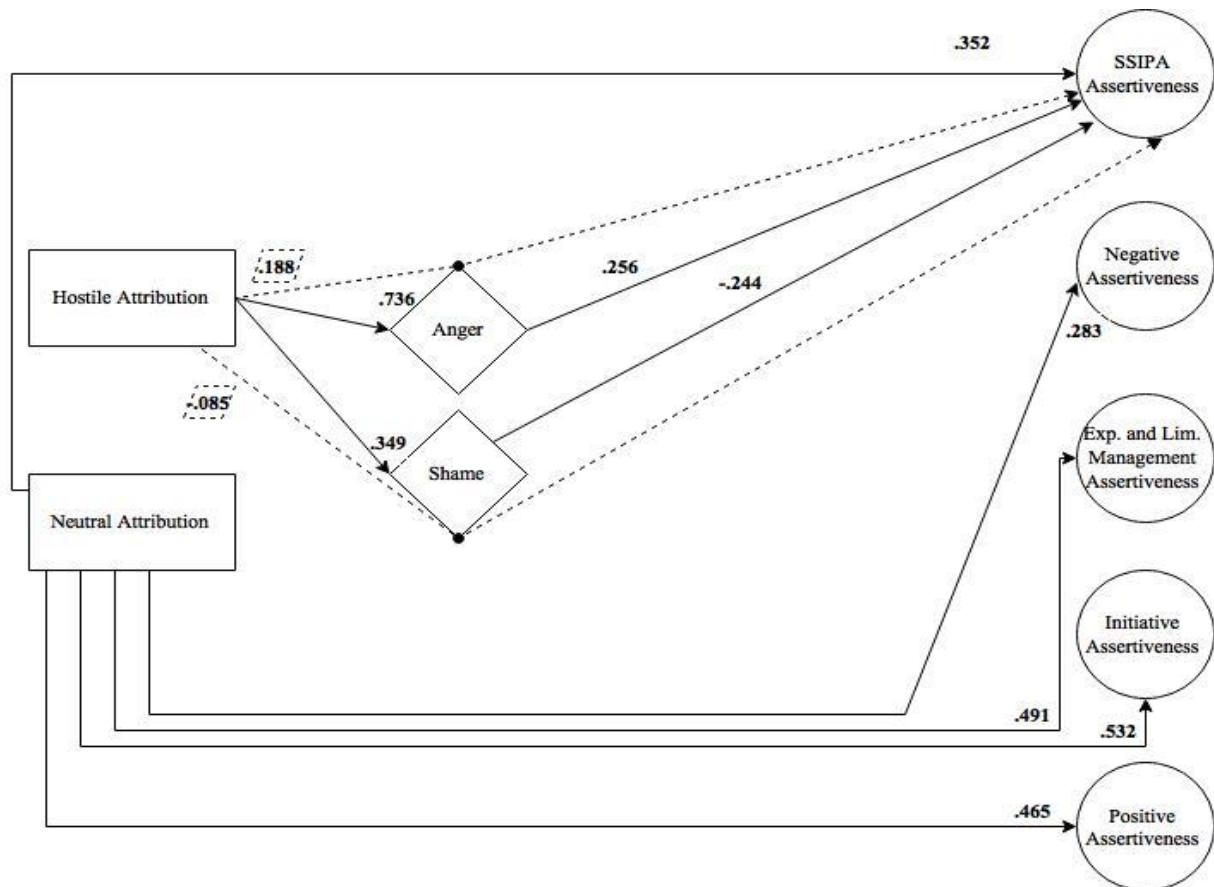 .352
SSIPA
Assertiveness
Hostile Attribution
.188
.736
Anger
.256
-.244
Negative
Assertiveness
.283
-.085
.349
Shame
Exp. and Lim.
Management
Assertiveness
Neutral Attribution
Initiative
Assertiveness
.491
.532
.465
Positive
Assertiveness